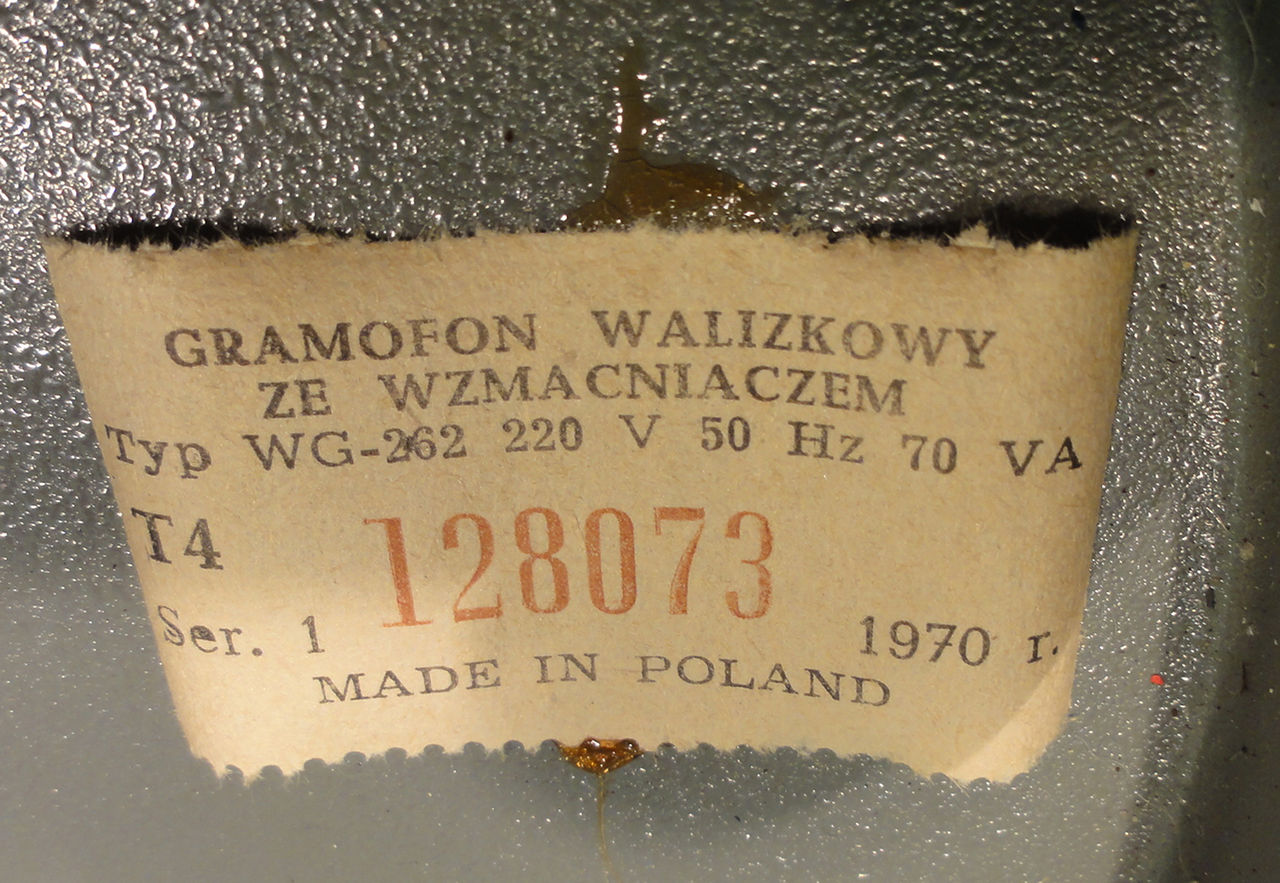 GRAMOFON WALIZKOWY
ZE WZMACNIACZEM
Typ WG-262 220 V 50 Hz 70 VA
T4 128073
Ser. 1 1970 r.
MADE IN POLAND